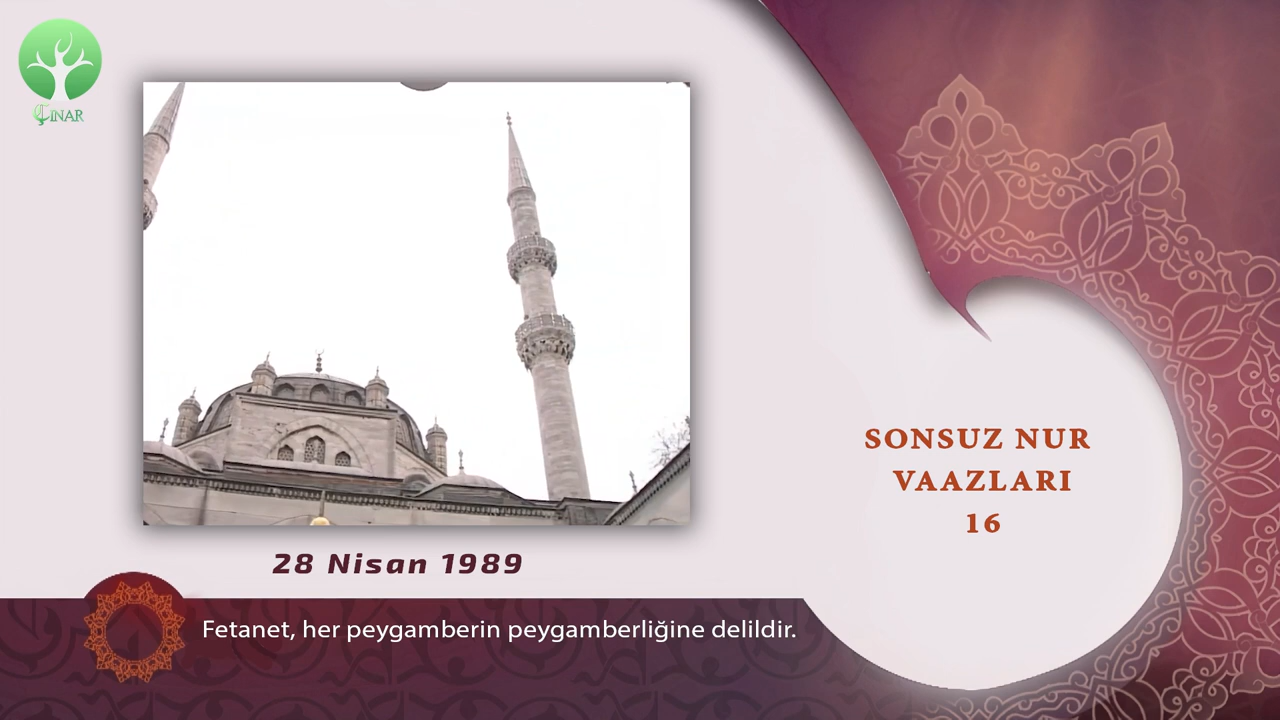 ÇINAR
28 Nisan 1989
Fetanet, her peygamberin peygamberliğine delildir.
SONSUZ NUR
VAAZLARI
16